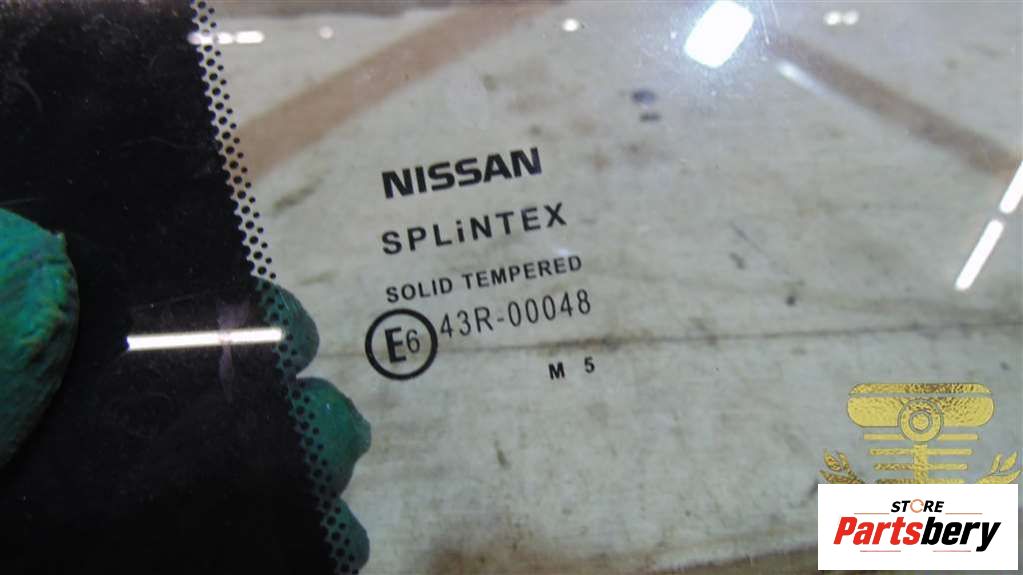 NISSAN
SPLiNTEX
SOLID TEMPERED
E6 43R-00048
M 5
STORE
Partsbery